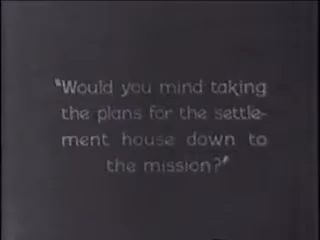 "Would you mind taking
the plans for the settle-
ment house down to
the mission?"